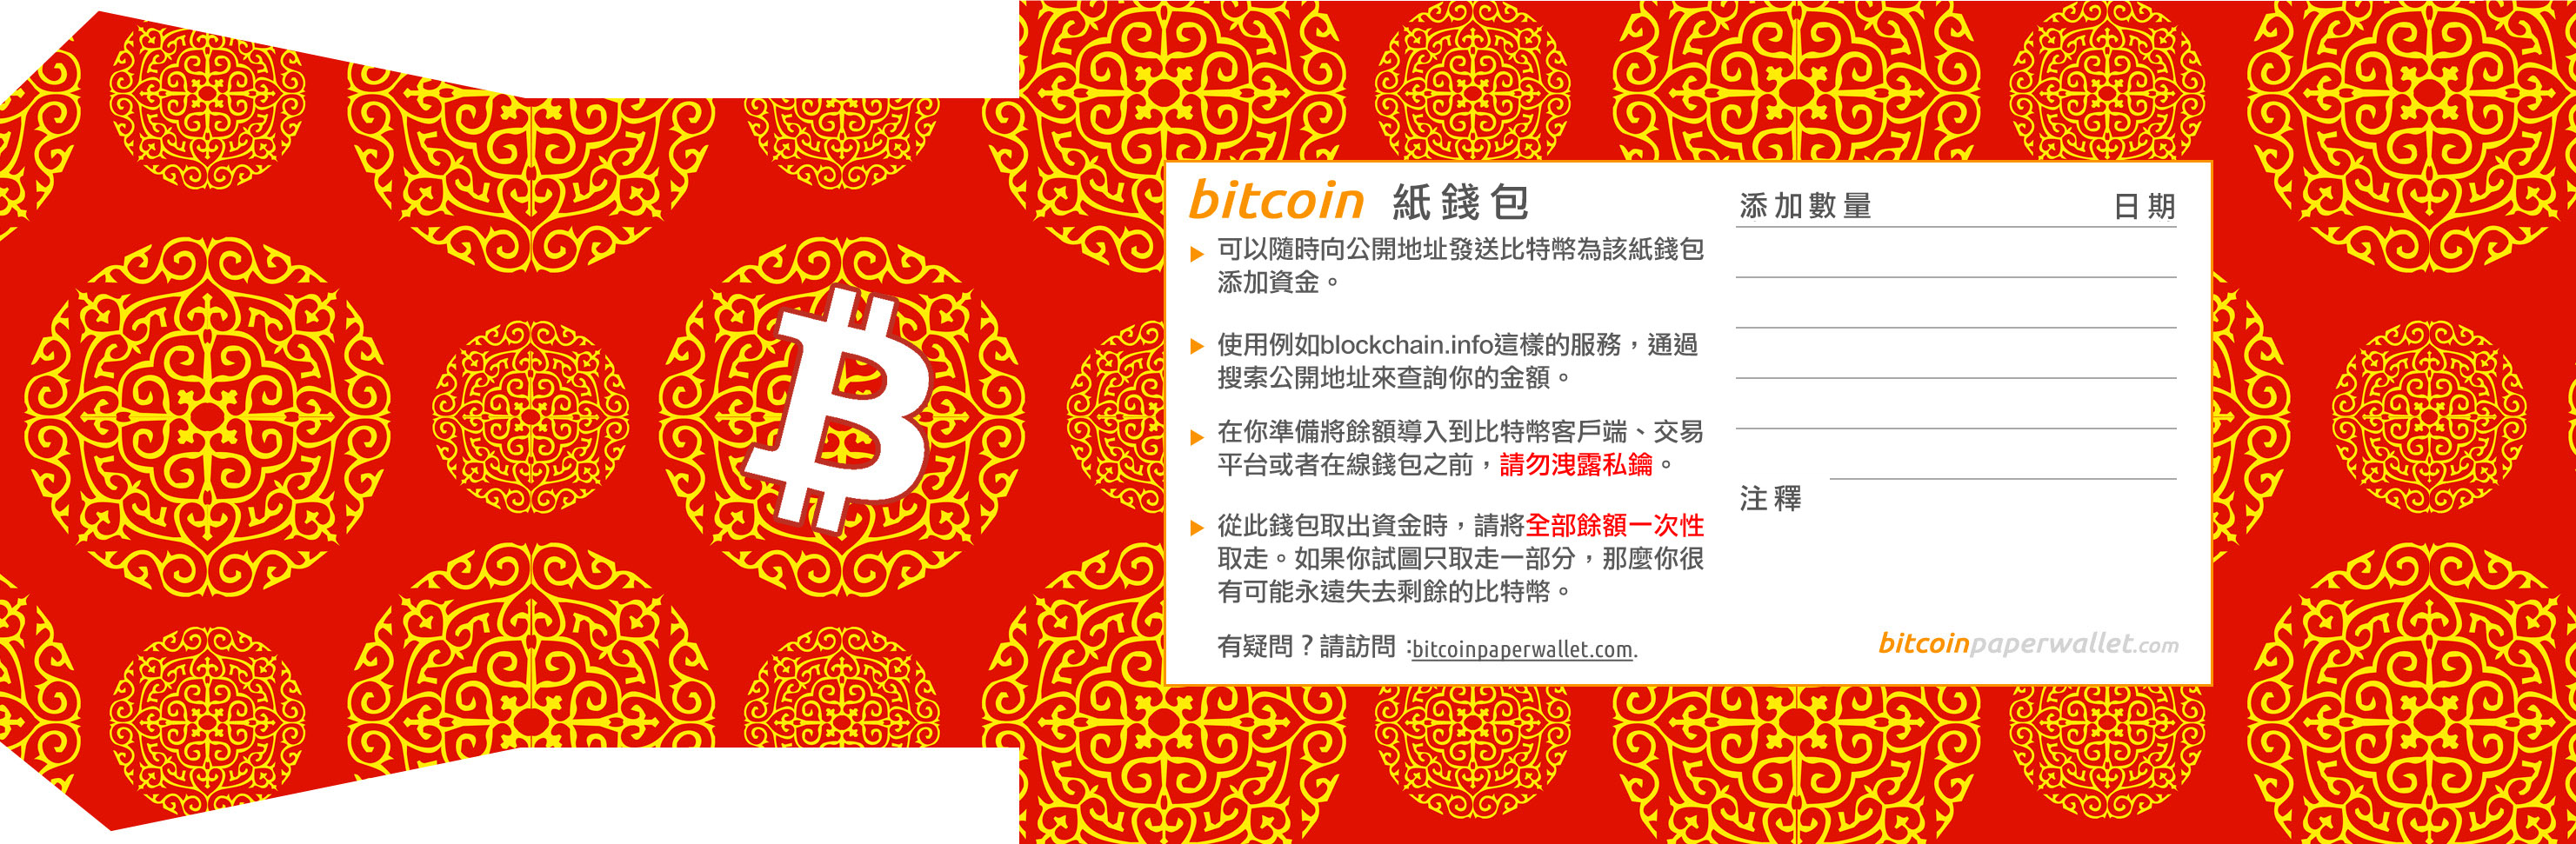 bitcoin 紙錢包
可以隨時向公開地址發送比特幣為該紙錢包
添加資金。
使用例如blockchain.info這樣的服務，通過
搜索公開地址來查詢你的金額。
在你準備將餘額導入到比特幣客戶端、交易
平台或者在線錢包之前，請勿洩露私鑰。
從此錢包取出資金時，請將全部餘額一次性
取走。如果你試圖只取走一部分，那麼你很
有可能永遠失去剩餘的比特幣。
有疑問？請訪問：bitcoinpaperwallet.com.
添加數量 日期
注釋
bitcoinpaperwallet.com